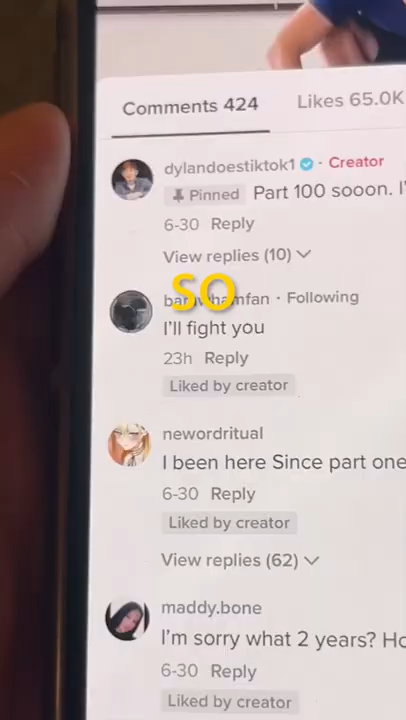 Comments 424
Likes 65.0K
dylandoestiktok1 · Creator
Pinned Part 100 sooon. I'
6-30 Reply
View replies (10)
SO
· Following
I'll fight you
23h Reply
Liked by creator
newordritual
I been here Since part one
6-30 Reply
Liked by creator
View replies (62)
maddy.bone
I'm sorry what 2 years? Ho
6-30 Reply
Liked by creator